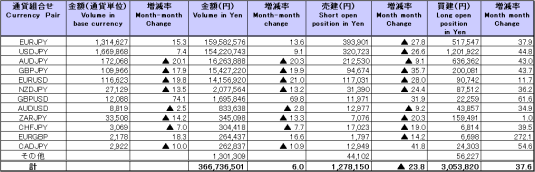 通貨組合せ 金額(通貨単位) 増減率 金額(円) 増減率 売建(円) 増減率 買建(円) 増減率
Currency Pair Volume in base currency Month-month Change Volume in Yen Month-month change Short open position in Yen Month-month Change Long open position in Yen Month-month Change
EURJPY 1,314,627 15.3 159,582,576 13.6 393,901 ▲ 27.8 517,547 37.9
USDJPY 1,669,868 7.4 154,220,743 9.1 320,723 ▲ 26.6 1,201,922 44.8
AUDJPY 172,068 ▲ 20.1 16,263,888 ▲ 20.3 212,530 ▲ 9.1 636,362 43.0
GBPJPY 109,966 ▲ 17.9 15,427,220 ▲ 19.9 94,674 ▲ 35.7 200,081 43.7
EURUSD 116,623 ▲ 19.8 14,156,920 ▲ 21.0 117,031 ▲ 28.0 90,742 11.7
NZDJPY 27,129 ▲ 13.5 2,077,564 ▲ 13.2 31,390 ▲ 24.4 87,512 36.2
GBPUSD 12,088 74.1 1,695,846 69.8 11,971 31.9 22,259 61.6
AUDUSD 8,819 ▲ 2.5 833,638 ▲ 2.8 12,977 ▲ 9.2 43,857 34.9
ZARJPY 33,508 ▲ 14.2 345,098 ▲ 13.3 7,076 ▲ 20.3 159,491 1.0
CHFJPY 3,069 ▲ 7.0 304,418 ▲ 7.7 17,023 ▲ 19.0 6,814 39.5
EURGBP 2,178 18.3 264,437 16.6 1,797 ▲ 14.2 6,698 272.1
CADJPY 2,922 ▲ 10.0 262,837 ▲ 10.9 12,949 41.8 24,303 54.6
その他 1,301,309 44,102 56,227
計 366,736,501 6.0 1,278,150 ▲ 23.8 3,053,820 37.6